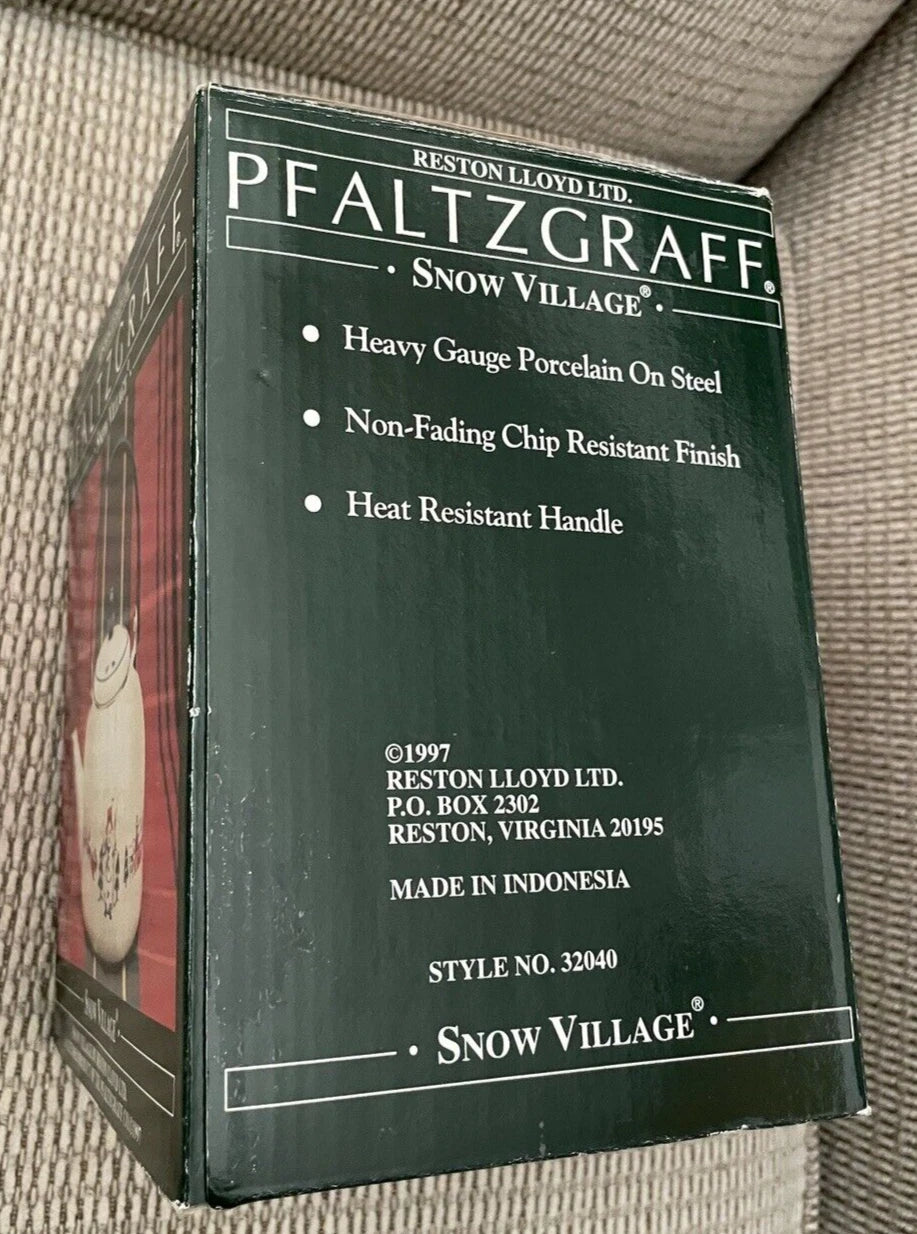 RESTON LLOYD LTD.
PFALTZGRAFF®
· SNOW VILLAGE® ·
● Heavy Gauge Porcelain On Steel
● Non-Fading Chip Resistant Finish
● Heat Resistant Handle
©1997
RESTON LLOYD LTD.
P.O. BOX 2302
RESTON, VIRGINIA 20195
MADE IN INDONESIA
STYLE NO. 32040
· SNOW VILLAGE® ·
PFALTZGRAFF®